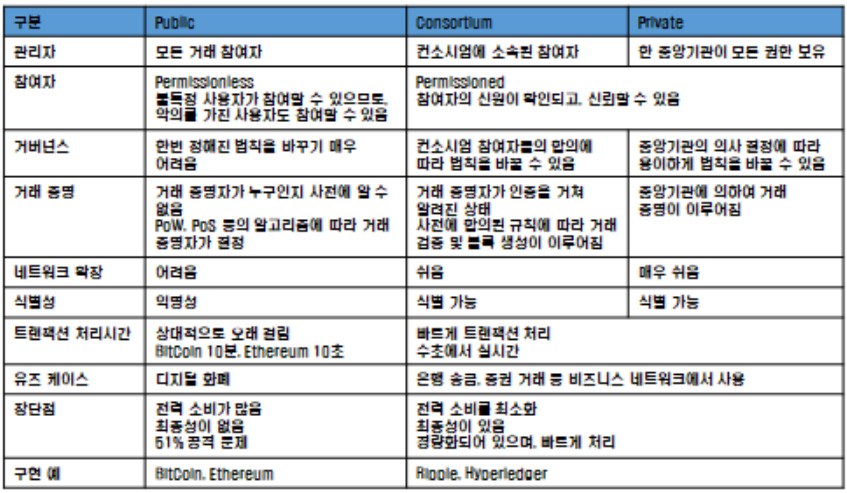 구분 Public Consortium Private
관리자 모든 거래 참여자 컨소시엄에 소속된 참여자 한 중앙기관이 모든 권한 보유
참여자 Permissionless Permissioned
불특정 사용자가 참여할 수 있으므로, 참여자의 신원이 확인되고, 신뢰할 수 있음
악의를 가진 사용자도 참여할 수 있음
거버넌스 한번 정해진 법칙을 바꾸기 매우 컨소시엄 참여자들의 합의에 중앙기관의 의사 결정에 따라
어려움 따라 법칙을 바꿀 수 있음 용이하게 법칙을 바꿀 수 있음
거래 증명 거래 증명자가 누구인지 사전에 알 수 거래 증명자가 인증을 거쳐 중앙기관에 의하여 거래
없음 알려진 상태 증명이 이루어짐
PoW, PoS 등의 알고리즘에 따라 거래 사전에 합의된 규칙에 따라 거래
증명자가 결정 검증 및 블록 생성이 이루어짐
네트워크 확장 어려움 쉬움 매우 쉬움
식별성 익명성 식별 가능 식별 가능
트랜잭션 처리시간 상대적으로 오래 걸림 빠르게 트랜잭션 처리
BitCoin 10분, Ethereum 10초 수초에서 실시간
유즈 케이스 디지털 화폐 은행 송금, 증권 거래 등 비즈니스 네트워크에서 사용
장단점 전력 소비가 많음 전력 소비를 최소화
최종성이 없음 최종성이 있음
51% 공격 문제 경량화되어 있으며, 빠르게 처리
구현 예 BitCoin, Ethereum Ripple, Hyperledger